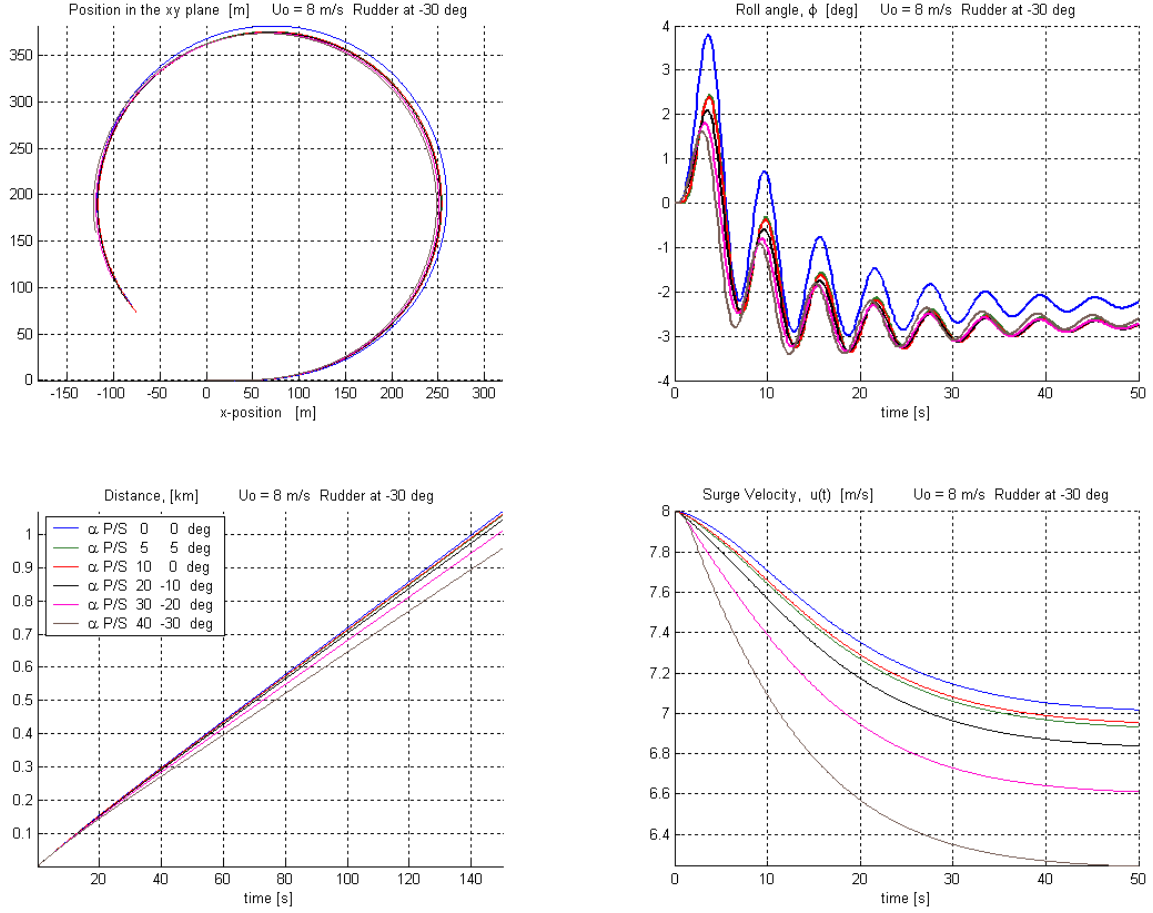 Position in the xy plane [m] Uo = 8 m/s Rudder at -30 deg
350
300
250
200
150
100
50
0
-150 -100 -50 0 50 100 150 200 250 300
x-position [m]
Roll angle, ϕ [deg] Uo = 8 m/s Rudder at -30 deg
4
3
2
1
0
-1
-2
-3
-4
0 10 20 30 40 50
time [s]
Distance, [km] Uo = 8 m/s Rudder at -30 deg
α P/S 0 0 deg
α P/S 5 5 deg
α P/S 10 0 deg
α P/S 20 -10 deg
α P/S 30 -20 deg
α P/S 40 -30 deg
1
0.9
0.8
0.7
0.6
0.5
0.4
0.3
0.2
0.1
20 40 60 80 100 120 140
time [s]
Surge Velocity, u(t) [m/s] Uo = 8 m/s Rudder at -30 deg
8
7.8
7.6
7.4
7.2
7
6.8
6.6
6.4
0 10 20 30 40 50
time [s]